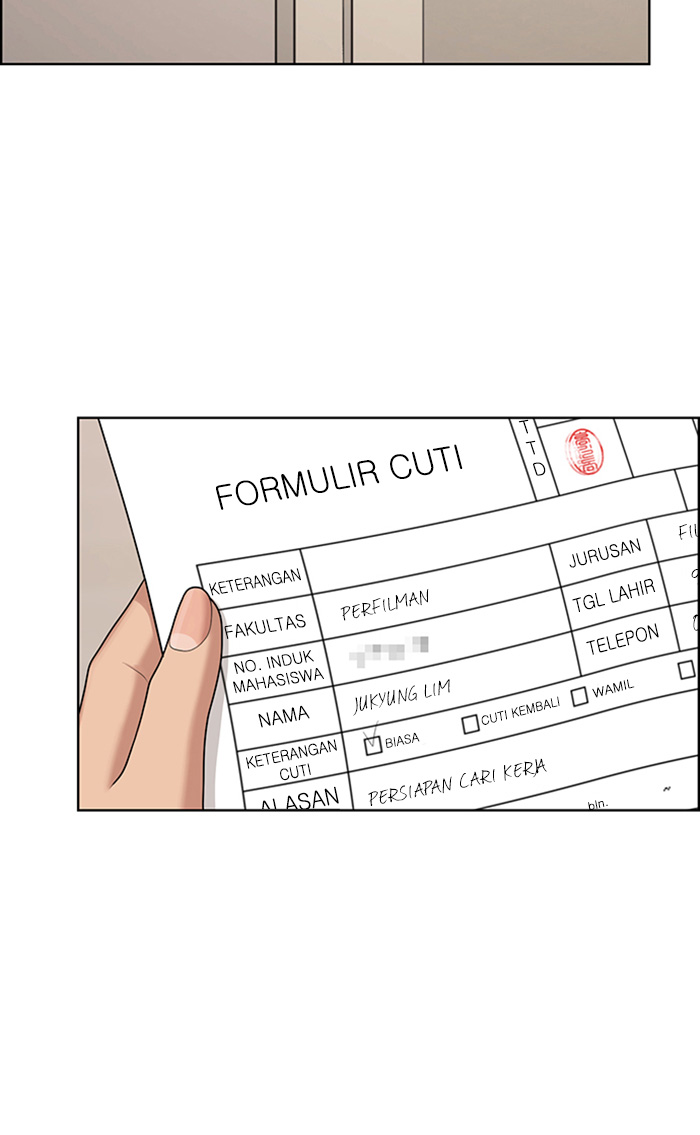 FORMULIR CUTI
TTD
KETERANGAN
FAKULTAS
PERFILMAN
JURUSAN
NO. INDUK
MAHASISWA
TGL LAHIR
NAMA
JUKYUNG LIM
TELEPON
KETERANGAN
CUTI
BIASA
CUTI KEMBALI
WAMIL
ALASAN
PERSIAPAN CARI KERJA
bln.
~